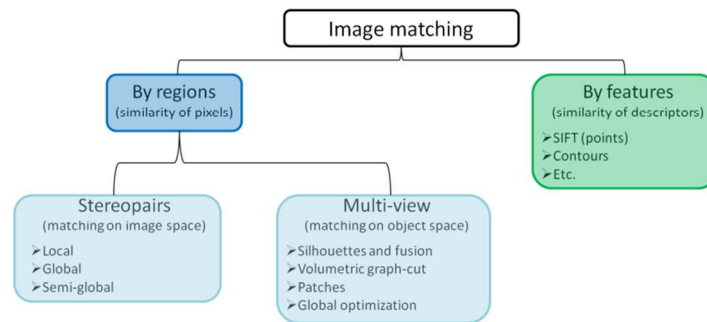 Image matching
By regions
(similarity of pixels)
By features
(similarity of descriptors)
➢SIFT (points)
➢Contours
➢Etc.
Stereopairs
(matching on image space)
➢Local
➢Global
➢Semi-global
Multi-view
(matching on object space)
➢Silhouettes and fusion
➢Volumetric graph-cut
➢Patches
➢Global optimization